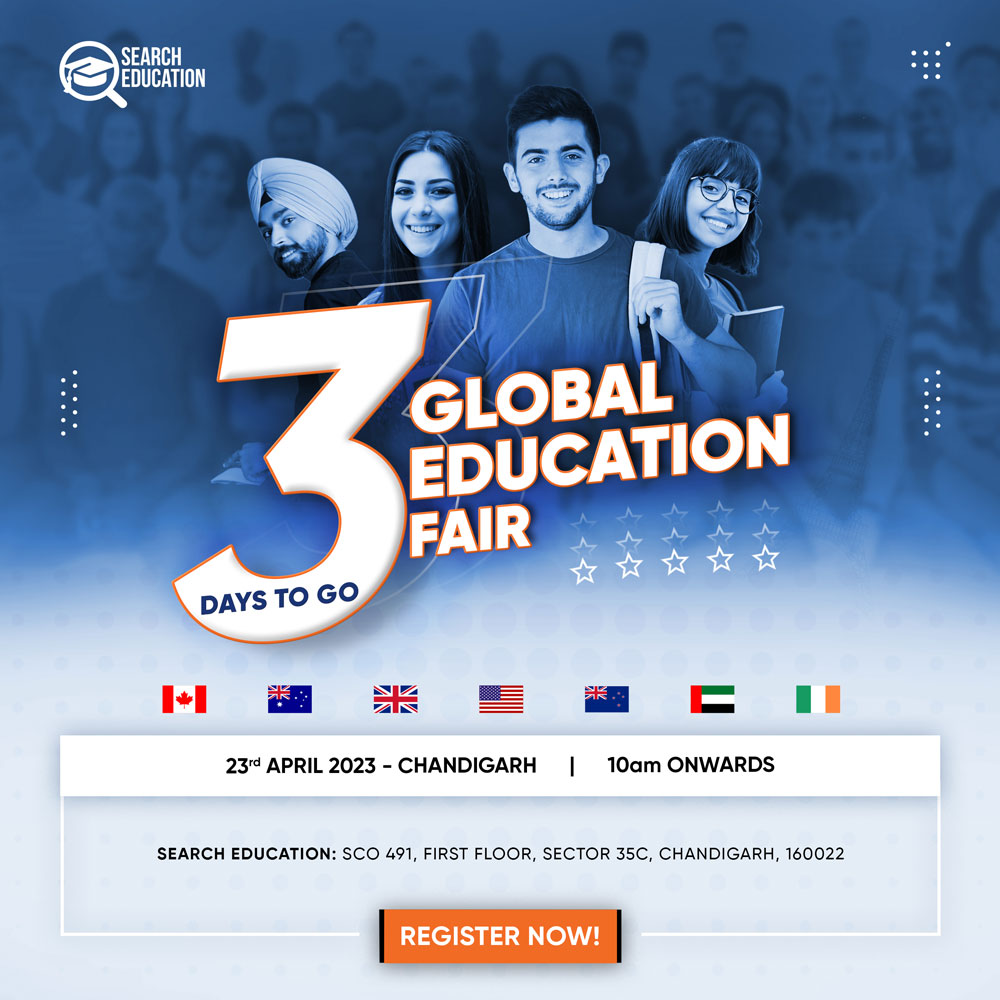 SEARCH
EDUCATION
3
GLOBAL
EDUCATION
FAIR
DAYS TO GO
23rd APRIL 2023 - CHANDIGARH | 10am ONWARDS
SEARCH EDUCATION: SCO 491, FIRST FLOOR, SECTOR 35C, CHANDIGARH, 160022
REGISTER NOW!